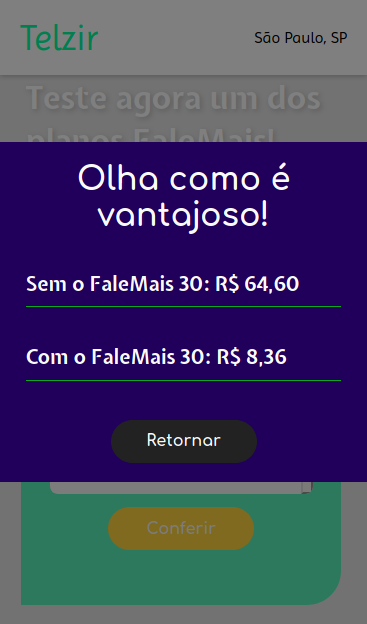 Telzir
São Paulo, SP
Teste agora um dos
planos FaleMais!
Olha como é
vantajoso!
Sem o FaleMais 30: R$ 64,60
Com o FaleMais 30: R$ 8,36
Retornar
Conferir